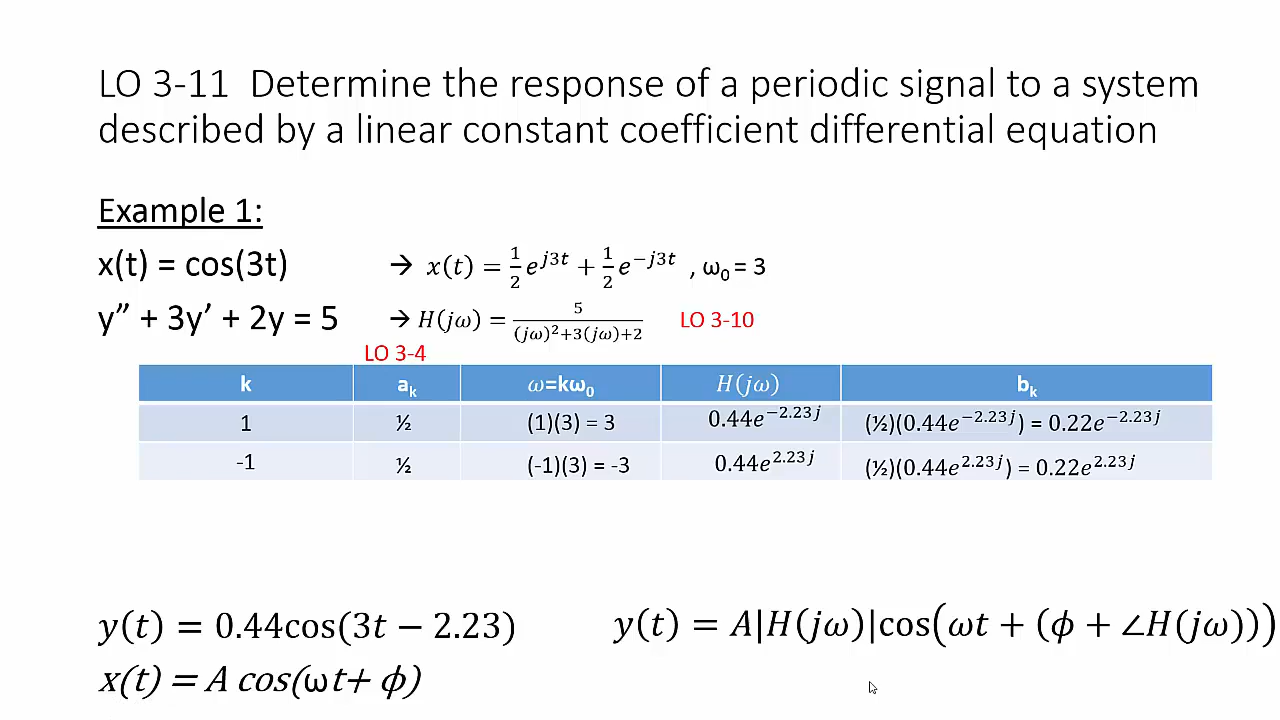 LO 3-11 Determine the response of a periodic signal to a system
described by a linear constant coefficient differential equation
Example 1:
x(t) = cos(3t) → x(t) = 1/2 e^{j3t} + 1/2 e^{−j3t} , ω₀ = 3
y” + 3y’ + 2y = 5 → H(jω) = 5/((jω)²+3(jω)+2) LO 3-10
LO 3-4
k aₖ ω=kω₀ H(jω) bₖ
1 ½ (1)(3) = 3 0.44e^{−2.23j} (½)(0.44e^{−2.23j}) = 0.22e^{−2.23j}
-1 ½ (-1)(3) = -3 0.44e^{2.23j} (½)(0.44e^{2.23j}) = 0.22e^{2.23j}
y(t) = 0.44cos(3t − 2.23) y(t) = A|H(jω)|cos(ωt + (ϕ + ∠H(jω)))
x(t) = A cos(ωt+ ϕ)